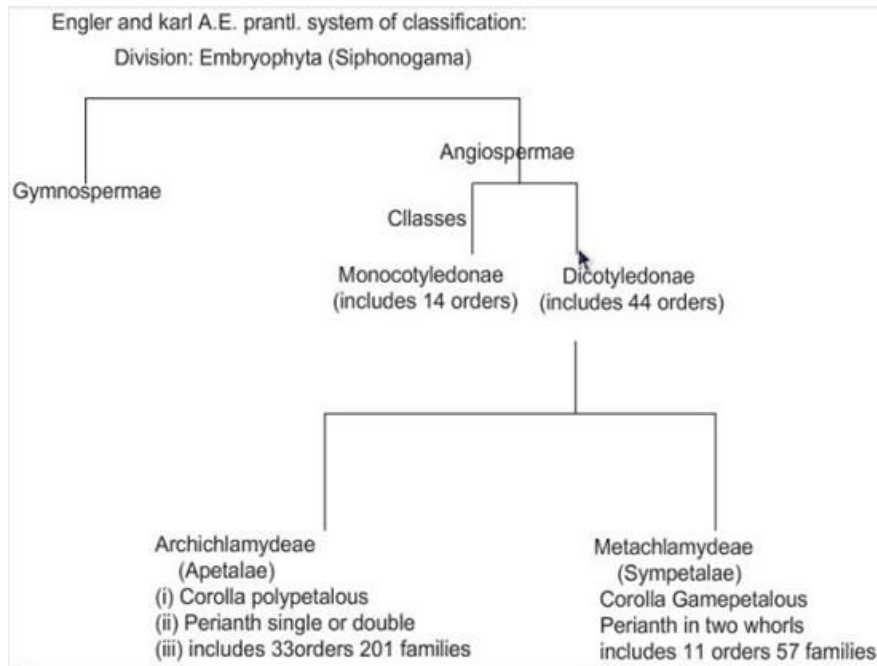 Engler and karl A.E. prantl. system of classification:
Division: Embryophyta (Siphonogama)
Angiospermae
Gymnospermae
Cllasses
Monocotyledonae
(includes 14 orders)
Dicotyledonae
(includes 44 orders)
Archichlamydeae
(Apetalae)
(i) Corolla polypetalous
(ii) Perianth single or double
(iii) includes 33orders 201 families
Metachlamydeae
(Sympetalae)
Corolla Gamepetalous
Perianth in two whorls
includes 11 orders 57 families